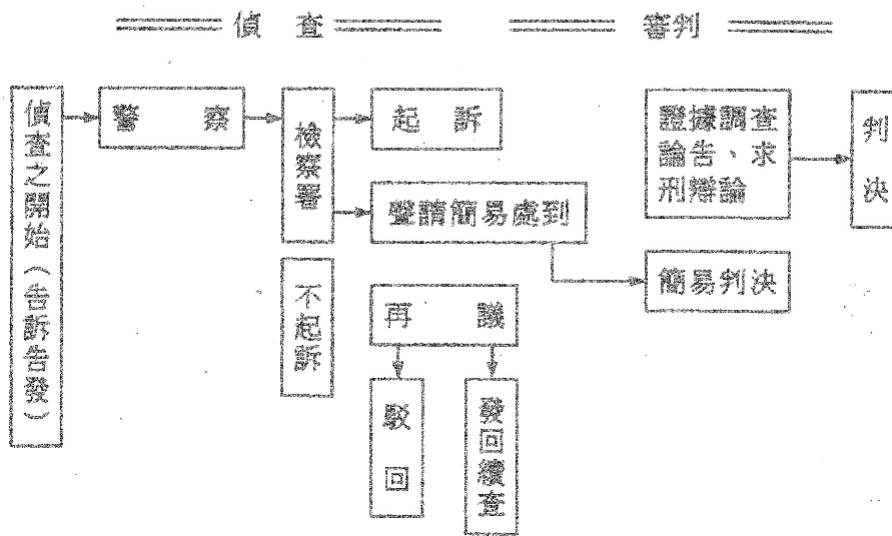 偵查
審判
偵查之開始（告訴告發）
警察
檢察署
起訴
聲請簡易處到
不起訴
再議
駁回
發回續查
證據調查
論告、求
刑辯論
判決
簡易判決